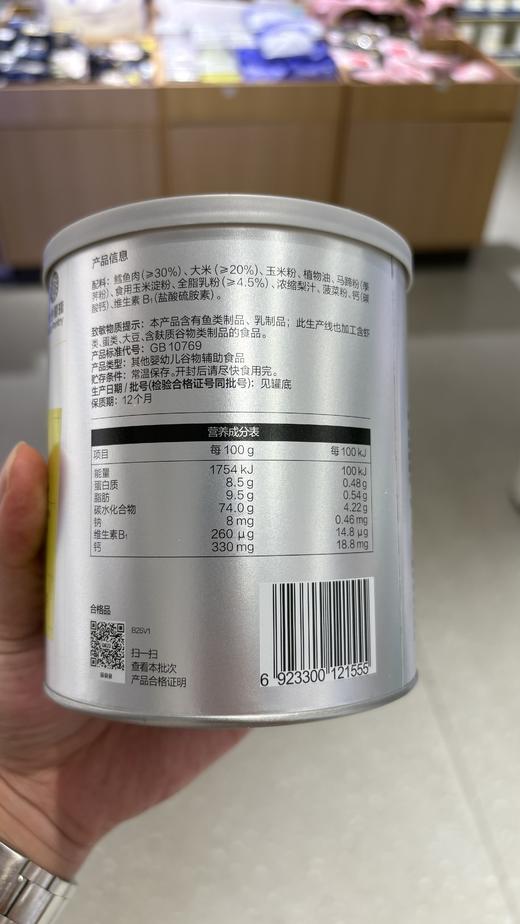 产品信息
配料：鳕鱼肉(≥30%)、大米(≥20%)、玉米粉、植物油、马蹄粉(荸
荠粉)、食用玉米淀粉、全脂乳粉(≥4.5%)、浓缩梨汁、菠菜粉、钙(碳
酸钙)、维生素 B₁(盐酸硫胺素)。
致敏物质提示：本产品含有鱼类制品、乳制品；此生产线也加工含虾
类、蛋类、大豆、含麸质谷物类制品的食品。
产品标准代号：GB 10769
产品类型：其他婴幼儿谷物辅助食品
贮存条件：常温保存。开封后请尽快食用完。
生产日期 / 批号(检验合格证号同批号)：见罐底
保质期：12个月
营养成分表
项目 每 100 g 每 100 kJ
能量 1754 kJ 100 kJ
蛋白质 8.5 g 0.48 g
脂肪 9.5 g 0.54 g
碳水化合物 74.0 g 4.22 g
钠 8 mg 0.46 mg
维生素B₁ 260 μg 14.8 μg
钙 330 mg 18.8 mg
合格品
B25V1
扫一扫
查看本批次
产品合格证明
6 923300 121555